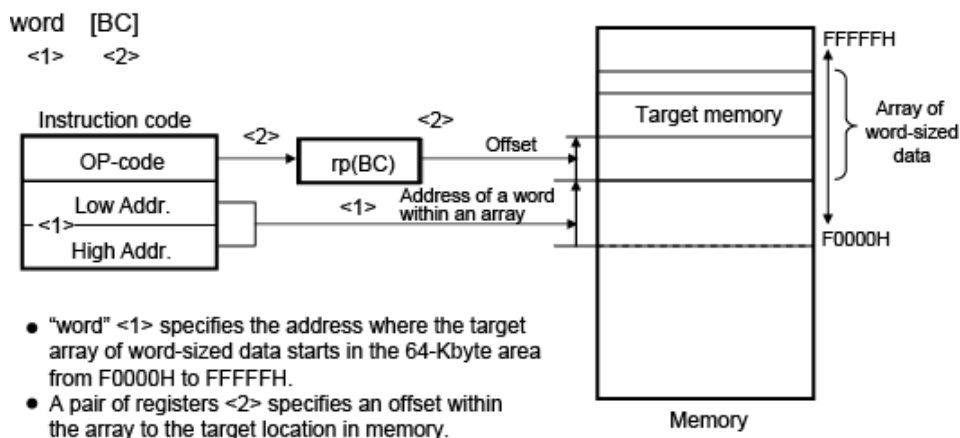 word [BC]
<1> <2>
Instruction code
OP-code
Low Addr.
<1>
High Addr.
<2>
rp(BC)
<2>
Offset
<1>
Address of a word
within an array
Target memory
FFFFFH
Array of
word-sized
data
F0000H
Memory
● “word” <1> specifies the address where the target
array of word-sized data starts in the 64-Kbyte area
from F0000H to FFFFFH.
● A pair of registers <2> specifies an offset within
the array to the target location in memory.